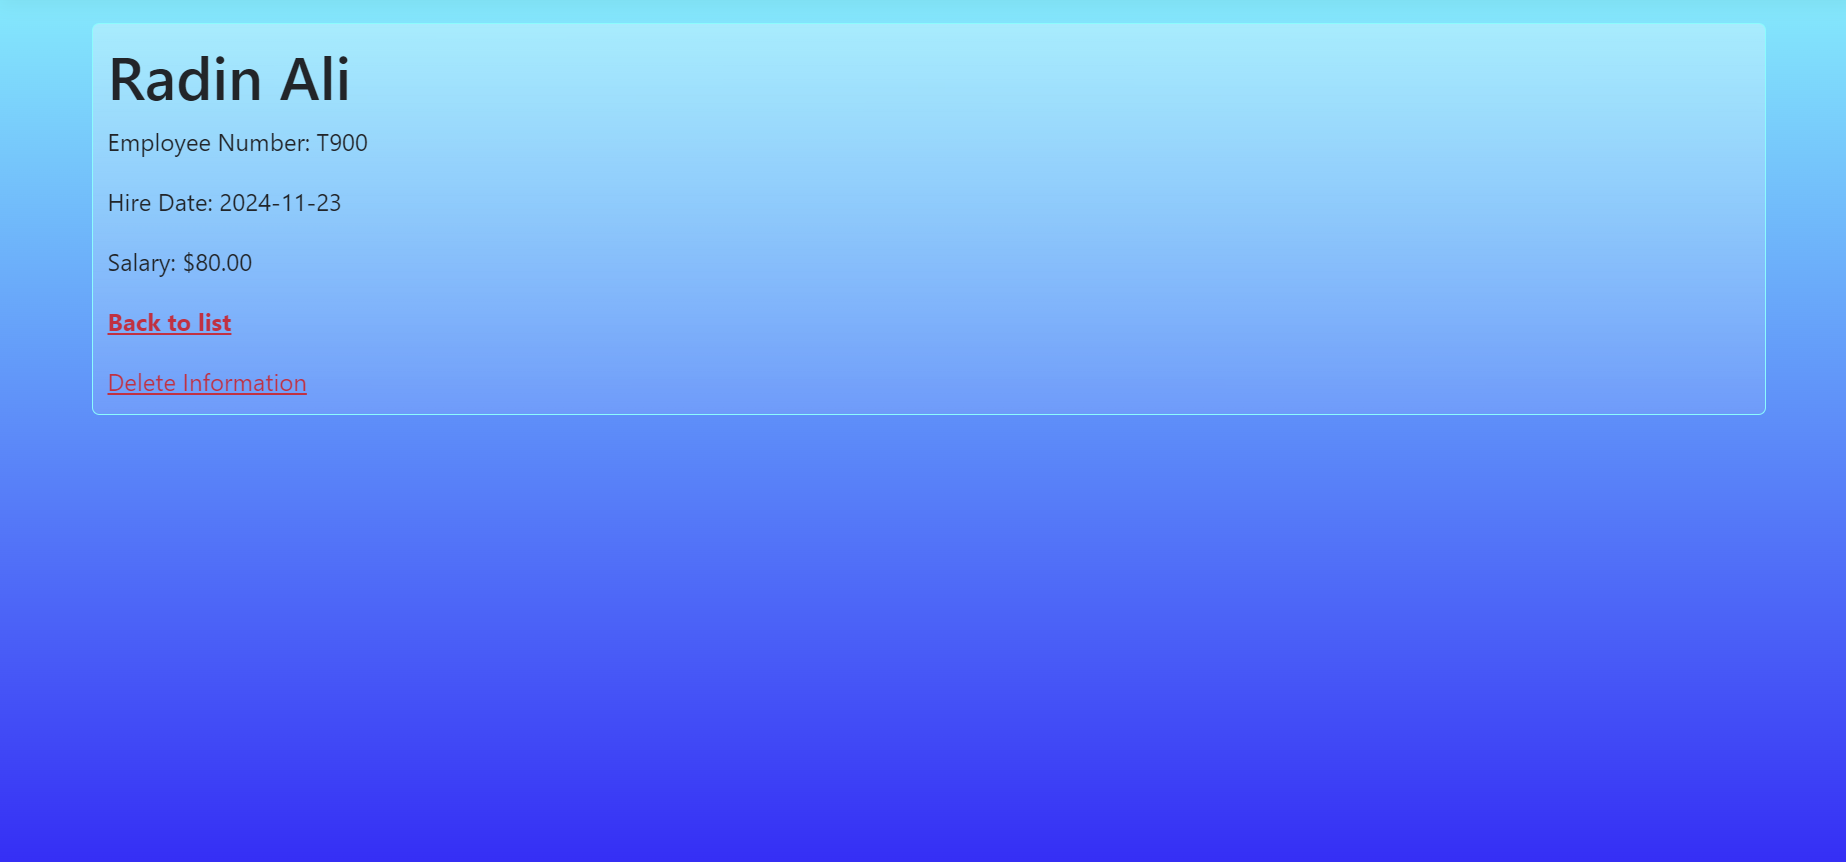 Radin Ali
Employee Number: T900
Hire Date: 2024-11-23
Salary: $80.00
Back to list
Delete Information